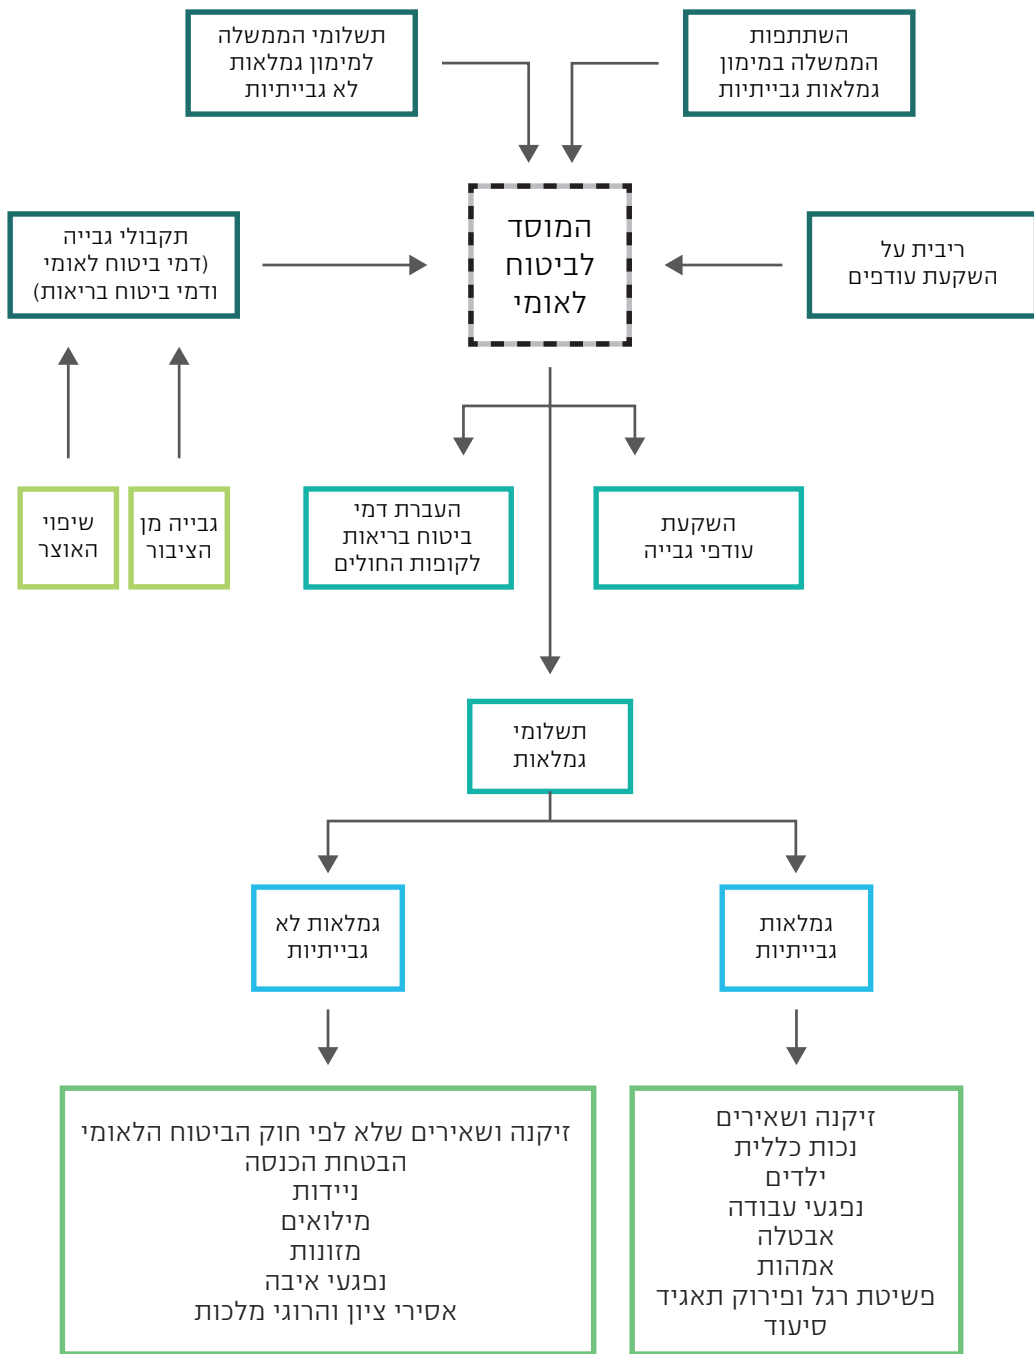 השתתפות
הממשלה במימון
גמלאות גבייתיות
תשלומי הממשלה
למימון גמלאות
לא גבייתיות
ריבית על
השקעת עודפים
המוסד
לביטוח
לאומי
תקבולי גבייה
(דמי ביטוח לאומי
ודמי ביטוח בריאות)
גבייה מן
הציבור
שיפוי
האוצר
השקעת
עודפי גבייה
העברת דמי
ביטוח בריאות
לקופות החולים
תשלומי
גמלאות
גמלאות
גבייתיות
גמלאות לא
גבייתיות
זיקנה ושאירים
נכות כללית
ילדים
נפגעי עבודה
אבטלה
אמהות
פשיטת רגל ופירוק תאגיד
סיעוד
זיקנה ושאירים שלא לפי חוק הביטוח הלאומי
הבטחת הכנסה
ניידות
מילואים
מזונות
נפגעי איבה
אסירי ציון והרוגי מלכות